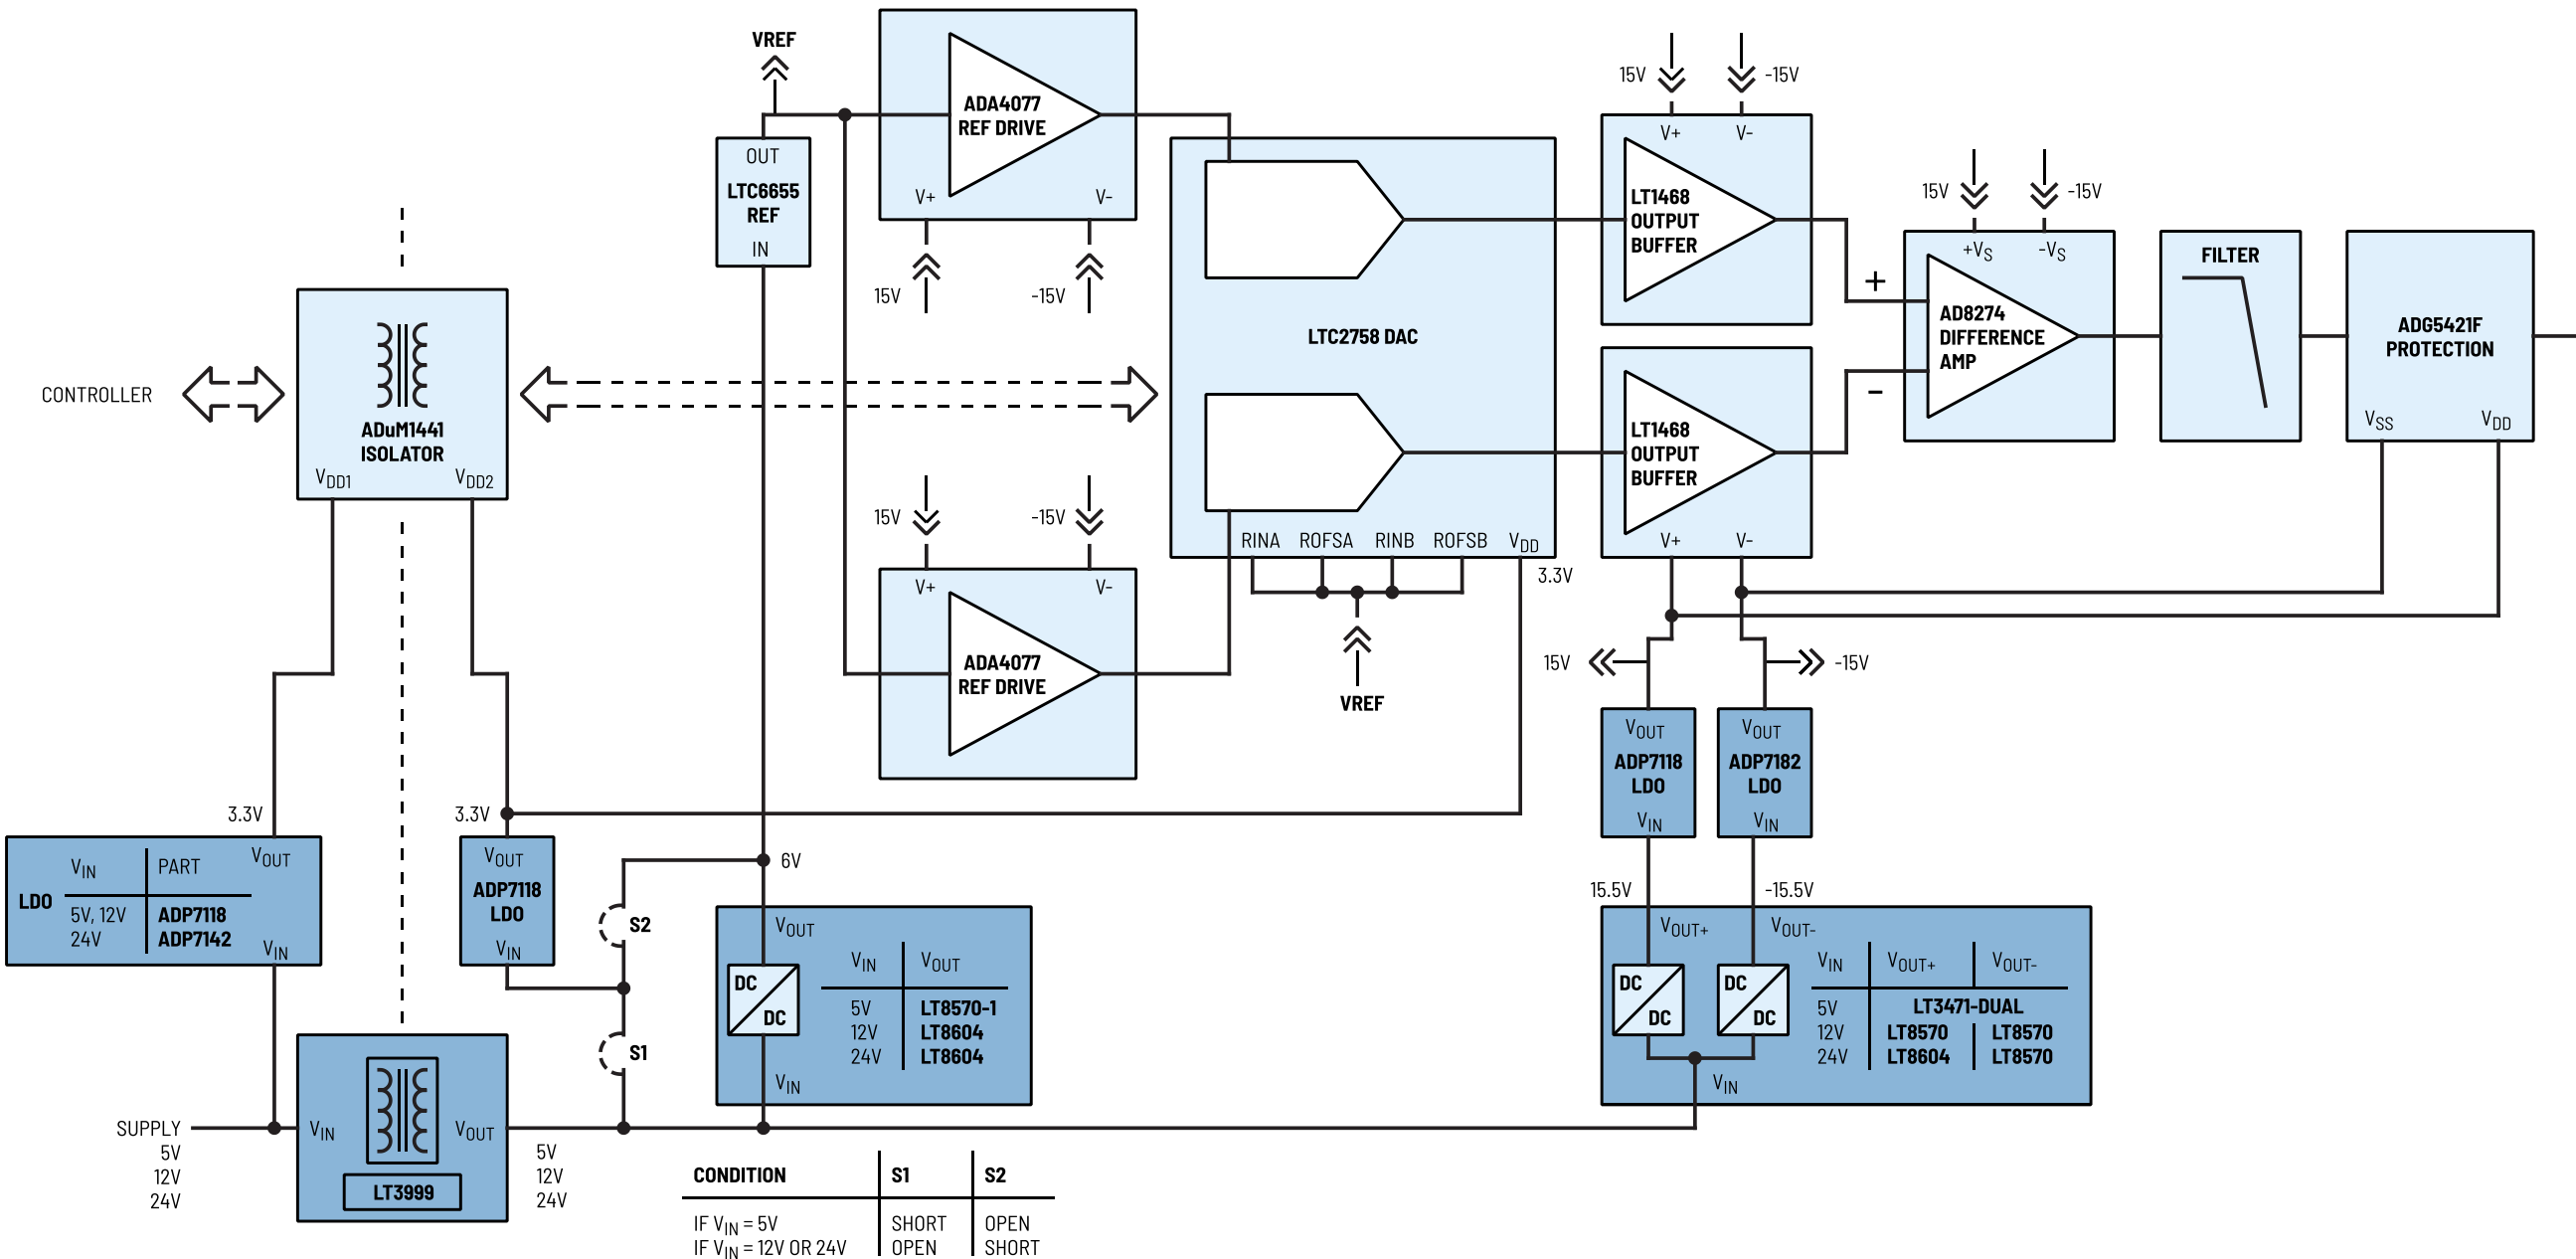 VREF
OUT
LTC6655
REF
IN
ADA4077
REF DRIVE
V+
V-
15V
-15V
CONTROLLER
ADuM1441
ISOLATOR
VDD1
VDD2
15V
-15V
V+
V-
ADA4077
REF DRIVE
LTC2758 DAC
RINA
ROFSA
RINB
ROFSB
VDD
3.3V
VREF
15V
-15V
V+
V-
LT1468
OUTPUT
BUFFER
LT1468
OUTPUT
BUFFER
V+
V-
+
-
15V
-15V
+VS
-VS
AD8274
DIFFERENCE
AMP
FILTER
ADG5421F
PROTECTION
VSS
VDD
15V
-15V
VOUT
ADP7118
LDO
VIN
VOUT
ADP7182
LDO
VIN
15.5V
-15.5V
VOUT+
VOUT-
DC
DC
DC
DC
VIN
VIN VOUT+ VOUT-
5V LT3471-DUAL
12V LT8570 LT8570
24V LT8604 LT8570
3.3V
VOUT
LDO
VIN PART
5V, 12V ADP7118
24V ADP7142
VIN
3.3V
VOUT
ADP7118
LDO
VIN
S2
S1
6V
VOUT
DC
DC
VIN
VIN VOUT
5V LT8570-1
12V LT8604
24V LT8604
SUPPLY
5V
12V
24V
VIN
VOUT
LT3999
5V
12V
24V
CONDITION S1 S2
IF VIN = 5V SHORT OPEN
IF VIN = 12V OR 24V OPEN SHORT